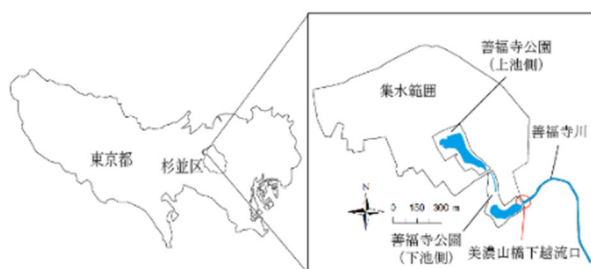 東京都
杉並区
善福寺公園
(上池側)
集水範囲
善福寺川
N
0 150 300 m
善福寺公園
(下池側)
美濃山橋下越流口